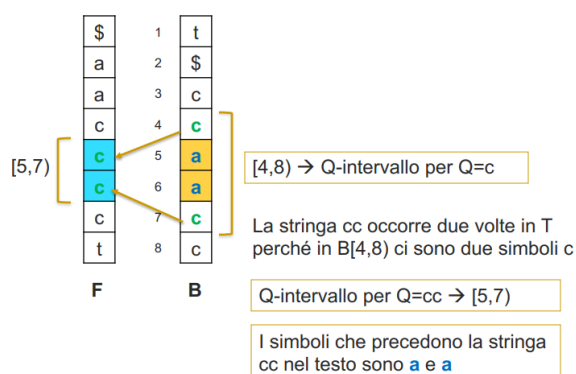 $ 1 t
a 2 $
a 3 c
c 4 c
[5,7) c 5 a [4,8) → Q-intervallo per Q=c
c 6 a
c 7 c La stringa cc occorre due volte in T
t 8 c perché in B[4,8) ci sono due simboli c
F B
Q-intervallo per Q=cc → [5,7)
I simboli che precedono la stringa
cc nel testo sono a e a